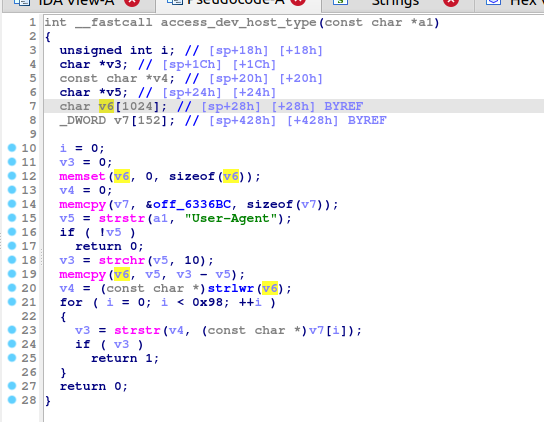 IDA View-A Pseudocode-A Strings Hex V
1 int __fastcall access_dev_host_type(const char *a1)
2 {
3 unsigned int i; // [sp+18h] [+18h]
4 char *v3; // [sp+1Ch] [+1Ch]
5 const char *v4; // [sp+20h] [+20h]
6 char *v5; // [sp+24h] [+24h]
7 char v6[1024]; // [sp+28h] [+28h] BYREF
8 _DWORD v7[152]; // [sp+428h] [+428h] BYREF
9
10 i = 0;
11 v3 = 0;
12 memset(v6, 0, sizeof(v6));
13 v4 = 0;
14 memcpy(v7, &off_6336BC, sizeof(v7));
15 v5 = strstr(a1, "User-Agent");
16 if ( !v5 )
17 return 0;
18 v3 = strchr(v5, 10);
19 memcpy(v6, v5, v3 - v5);
20 v4 = (const char *)strlwr(v6);
21 for ( i = 0; i < 0x98; ++i )
22 {
23 v3 = strstr(v4, (const char *)v7[i]);
24 if ( v3 )
25 return 1;
26 }
27 return 0;
28 }